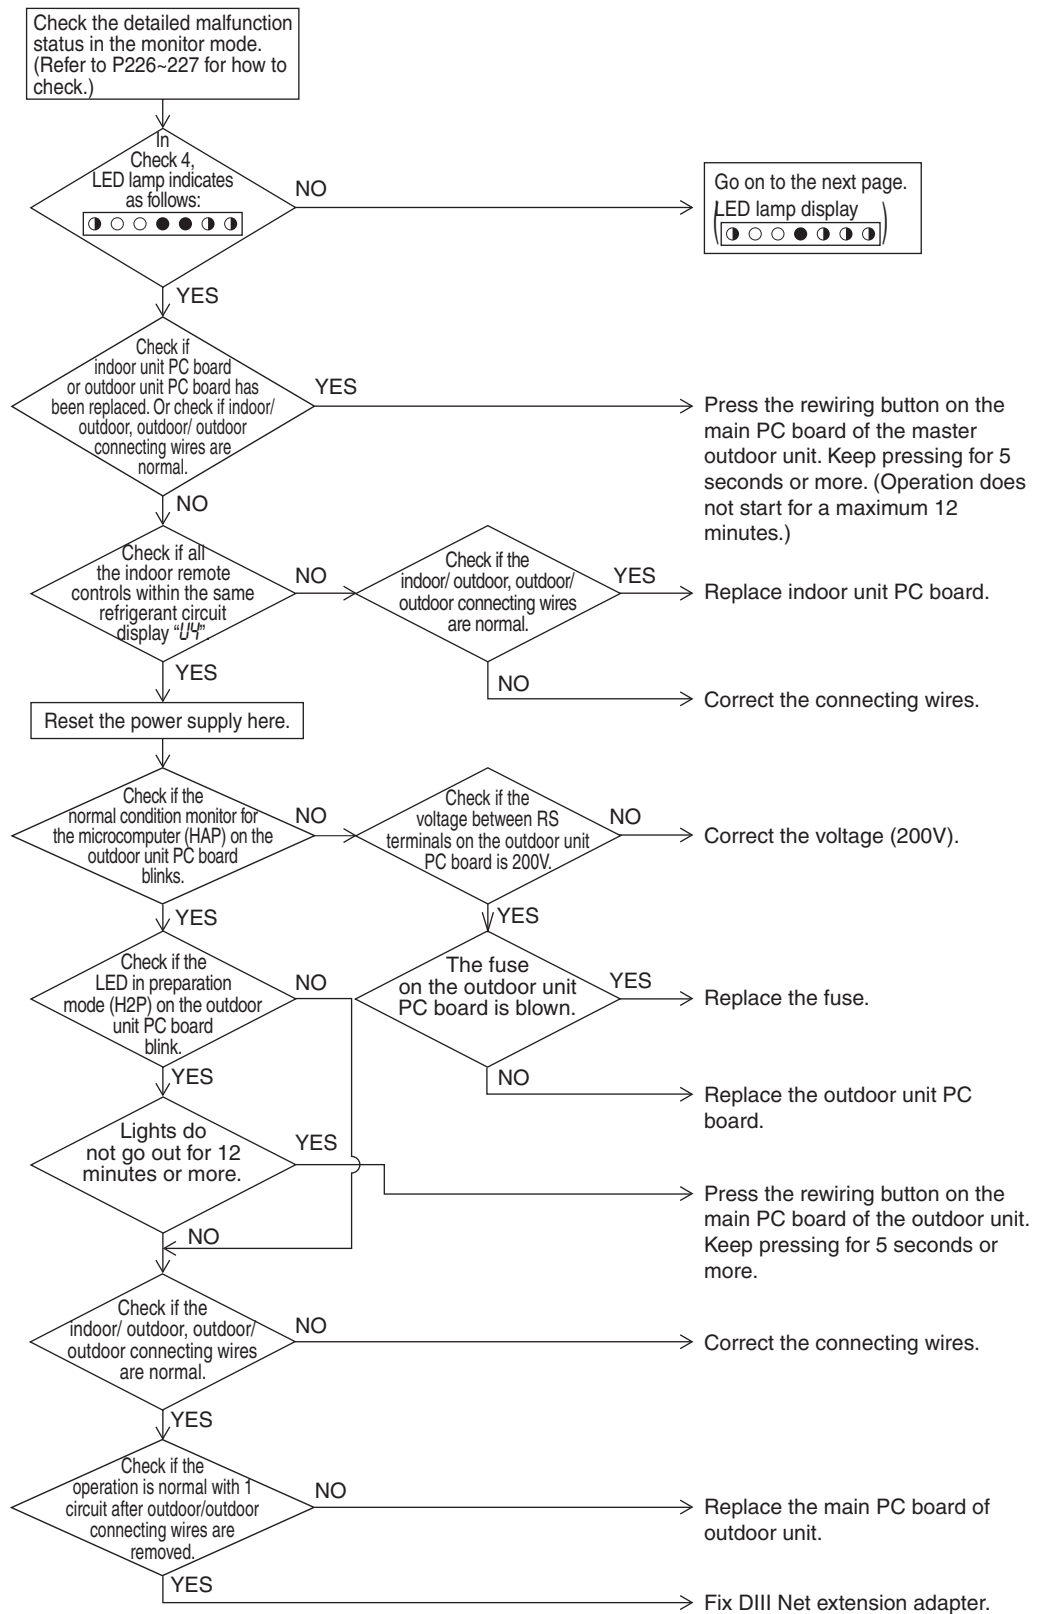 Check the detailed malfunction
status in the monitor mode.
(Refer to P226~227 for how to
check.)
In
Check 4,
LED lamp indicates
as follows:
NO
Go on to the next page.
LED lamp display
YES
Check if
indoor unit PC board
or outdoor unit PC board has
been replaced. Or check if indoor/
outdoor, outdoor/ outdoor
connecting wires are
normal.
YES
Press the rewiring button on the
main PC board of the master
outdoor unit. Keep pressing for 5
seconds or more. (Operation does
not start for a maximum 12
minutes.)
NO
Check if all
the indoor remote
controls within the same
refrigerant circuit
display “U4”.
NO
Check if the
indoor/ outdoor, outdoor/
outdoor connecting wires
are normal.
YES
Replace indoor unit PC board.
YES
NO
Correct the connecting wires.
Reset the power supply here.
Check if the
normal condition monitor for
the microcomputer (HAP) on the
outdoor unit PC board
blinks.
NO
Check if the
voltage between RS
terminals on the outdoor unit
PC board is 200V.
NO
Correct the voltage (200V).
YES
YES
Check if the
LED in preparation
mode (H2P) on the outdoor
unit PC board
blink.
NO
The fuse
on the outdoor unit
PC board is blown.
YES
Replace the fuse.
YES
NO
Replace the outdoor unit PC
board.
Lights do
not go out for 12
minutes or more.
YES
Press the rewiring button on the
main PC board of the outdoor unit.
Keep pressing for 5 seconds or
more.
NO
Check if the
indoor/ outdoor, outdoor/
outdoor connecting wires
are normal.
NO
Correct the connecting wires.
YES
Check if the
operation is normal with 1
circuit after outdoor/outdoor
connecting wires are
removed.
NO
Replace the main PC board of
outdoor unit.
YES
Fix DIII Net extension adapter.